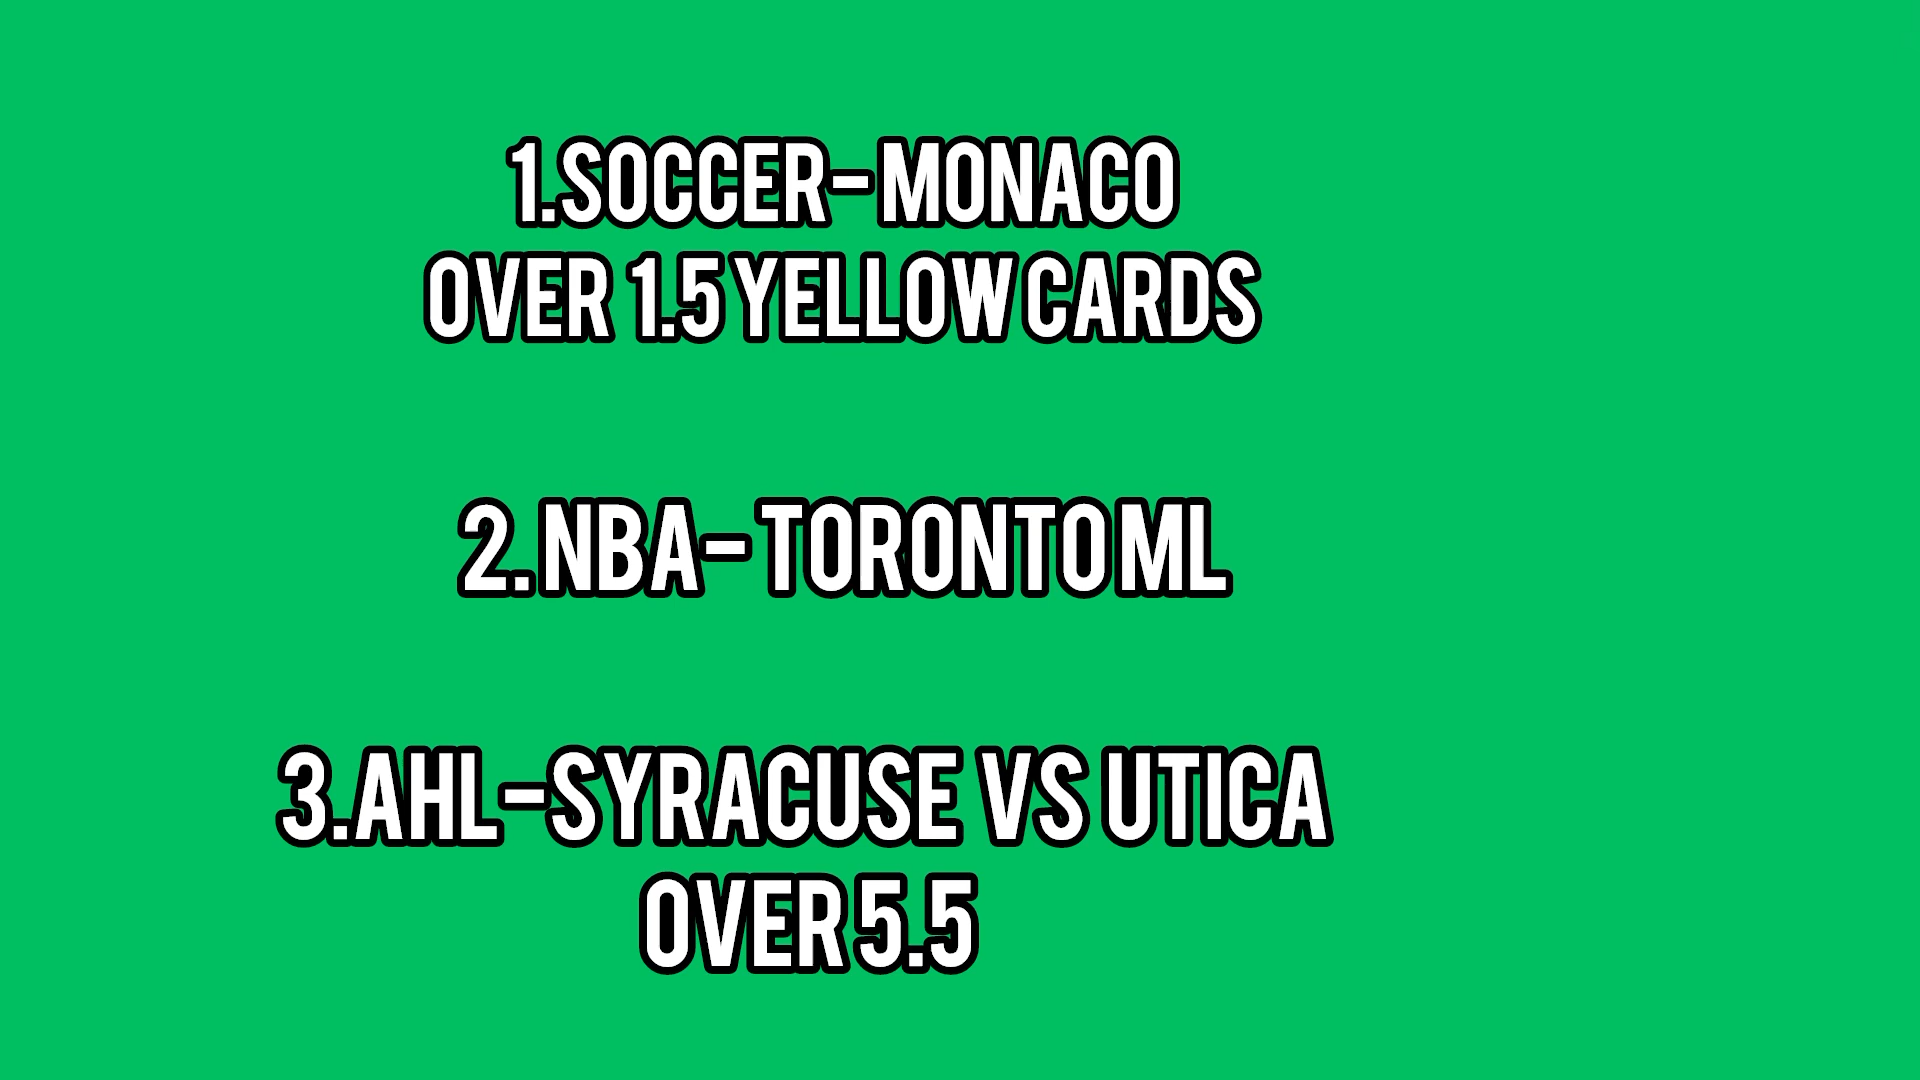 1.SOCCER- MONACO
OVER 1.5 YELLOW CARDS
2. NBA- TORONTO ML
3.AHL-SYRACUSE VS UTICA
OVER 5.5